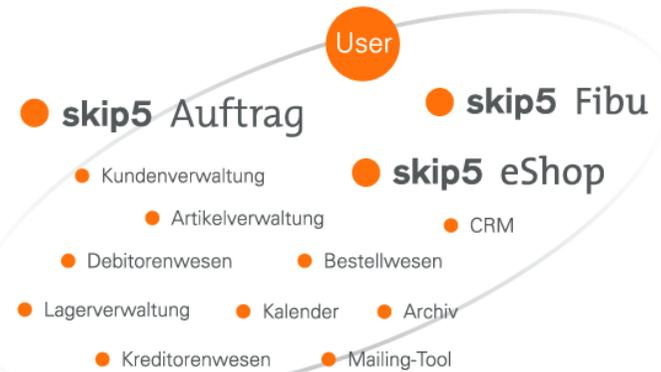 User
skip5 Auftrag
skip5 Fibu
Kundenverwaltung
skip5 eShop
Artikelverwaltung
CRM
Debitorenwesen
Bestellwesen
Lagerverwaltung
Kalender
Archiv
Kreditorenwesen
Mailing-Tool